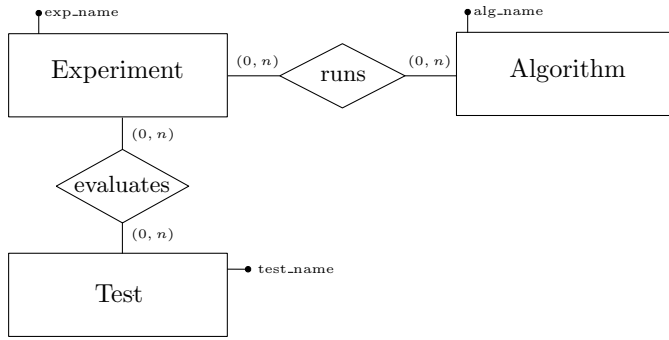 exp_name
alg_name
Experiment
(0, n)
runs
(0, n)
Algorithm
(0, n)
evaluates
(0, n)
test_name
Test